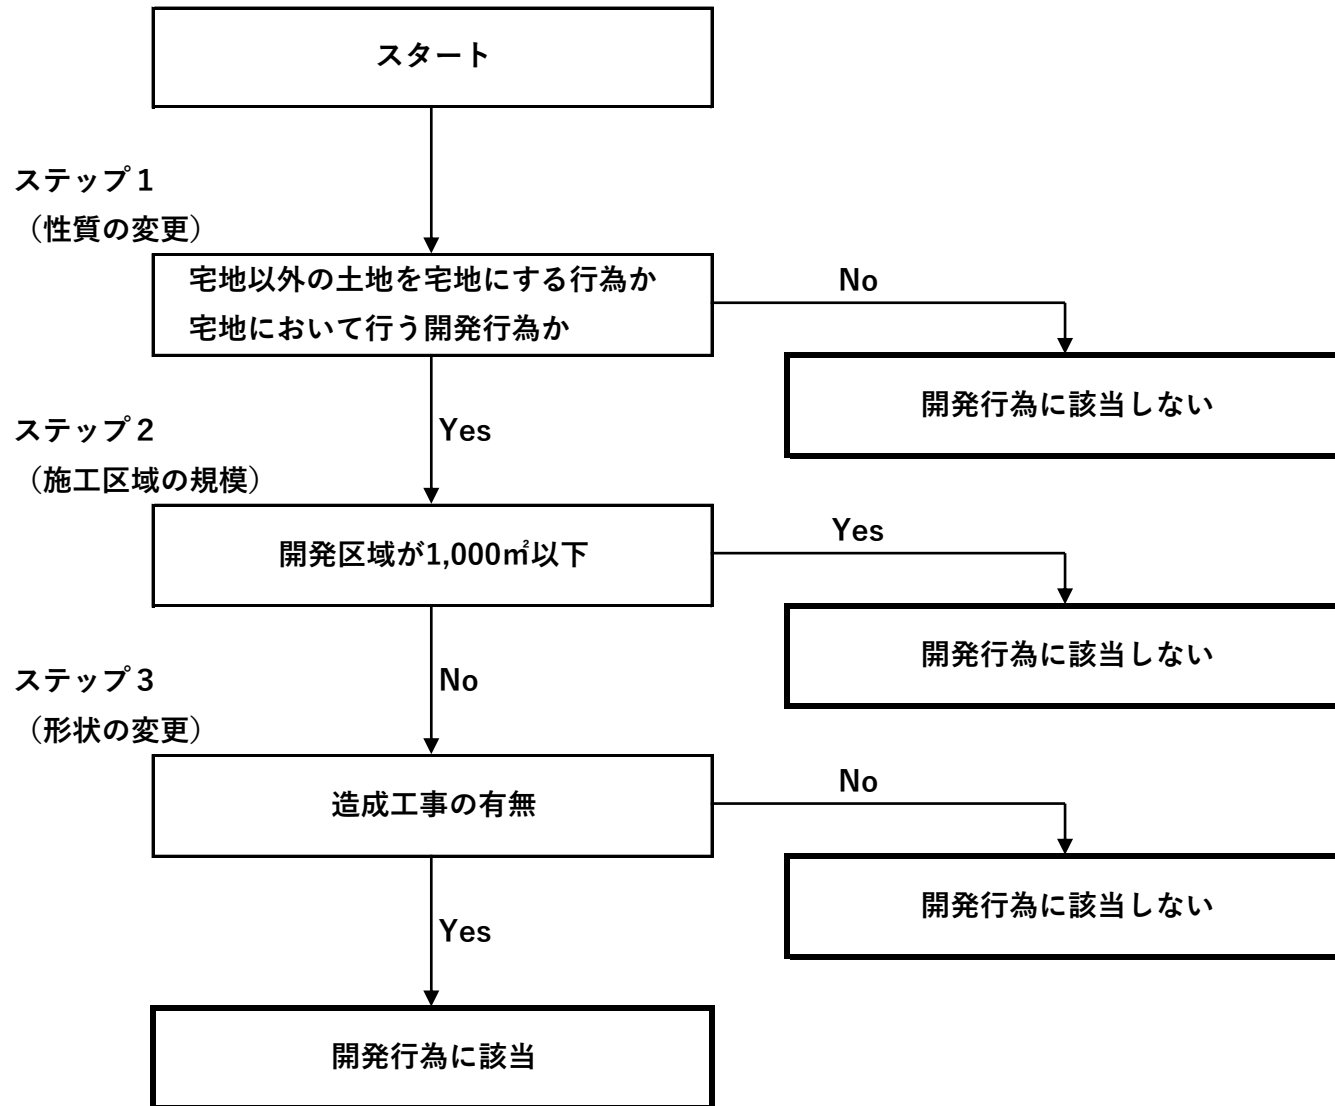 スタート
ステップ1
（性質の変更）
宅地以外の土地を宅地にする行為か
宅地において行う開発行為か
No
開発行為に該当しない
Yes
ステップ2
（施工区域の規模）
開発区域が1,000㎡以下
Yes
開発行為に該当しない
No
ステップ3
（形状の変更）
造成工事の有無
No
開発行為に該当しない
Yes
開発行為に該当